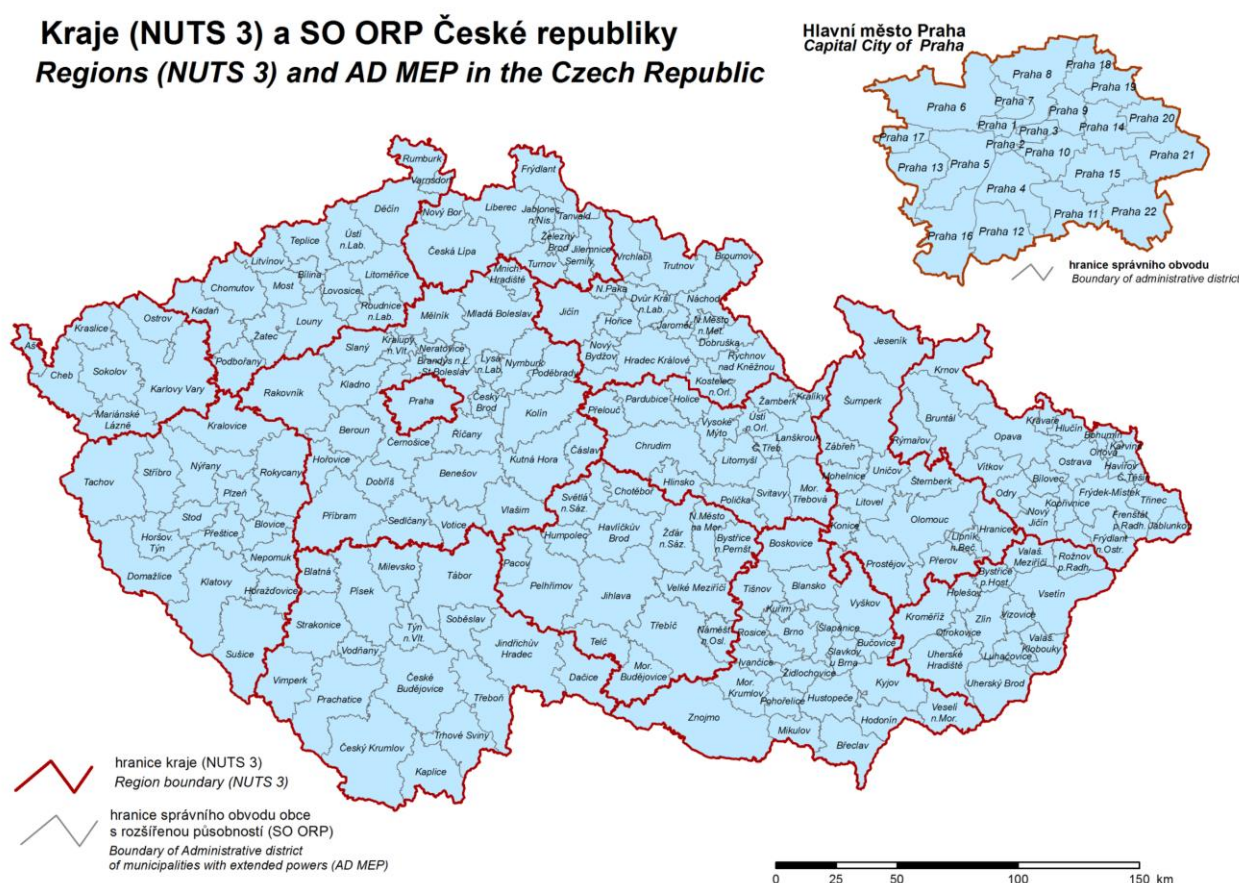 Kraje (NUTS 3) a SO ORP České republiky
Regions (NUTS 3) and AD MEP in the Czech Republic
Hlavní město Praha
Capital City of Praha
Praha 18
Praha 8
Praha 19
Praha 6
Praha 7
Praha 9
Praha 20
Praha 1
Praha 3
Praha 14
Praha 17
Praha 2
Praha 10
Praha 21
Praha 13
Praha 5
Praha 15
Praha 4
Praha 11
Praha 22
Praha 16
Praha 12
hranice správního obvodu
Boundary of administrative district
Rumburk
Varnsdorf
Frýdlant
Děčín
Nový Bor
Liberec
Jablonec
n.Nis.
Tanvald
Ústí
n.Lab.
Teplice
Česká Lípa
Železný
Brod
Jilemnice
Semily
Turnov
Vrchlabí
Trutnov
Broumov
Litvínov
Bílina
Litoměřice
Mnich.
Hradiště
Chomutov
Most
Lovosice
Roudnice
n.Lab.
Kadaň
Louny
Žatec
Podbořany
Kraslice
Ostrov
Aš
Cheb
Sokolov
Karlovy Vary
Mariánské
Lázně
Mělník
Mladá Boleslav
Jičín
N.Paka
Dvůr Král.
n.Lab.
Náchod
Hořice
Jaroměř
N.Město
n.Met.
Dobruška
Nový
Bydžov
Hradec Králové
Rychnov
nad Kněžnou
Kostelec
n.Orl.
Slaný
Kralupy
n.Vlt.
Neratovice
Brandýs n.L.
St.Boleslav
Lysá
n.Lab.
Nymburk
Poděbrady
Rakovník
Kladno
Praha
Český
Brod
Kolín
Beroun
Černošice
Říčany
Kutná Hora
Čáslav
Hořovice
Dobříš
Benešov
Vlašim
Příbram
Sedlčany
Votice
Přelouč
Pardubice
Holice
Žamberk
Králíky
Vysoké
Mýto
Ústí
n.Orl.
Chrudim
Č.Třeb.
Lanškroun
Litomyšl
Hlinsko
Polička
Svitavy
Mor.
Třebová
Jeseník
Šumperk
Zábřeh
Mohelnice
Uničov
Šternberk
Litovel
Olomouc
Konice
Prostějov
Přerov
Lipník
n.Beč.
Hranice
Krnov
Bruntál
Rýmařov
Opava
Kravaře
Hlučín
Bohumín
Karviná
Orlová
Ostrava
Havířov
Č.Těšín
Vítkov
Bílovec
Odry
Kopřivnice
Frýdek-Místek
Třinec
Nový
Jičín
Frenštát
p.Radh.
Jablunkov
Frýdlant
n.Ostr.
Kralovice
Stříbro
Nýřany
Rokycany
Tachov
Plzeň
Stod
Přeštice
Blovice
Horšov.
Týn
Nepomuk
Domažlice
Klatovy
Horažďovice
Sušice
Blatná
Milevsko
Tábor
Písek
Strakonice
Týn
n.Vlt.
Soběslav
Vodňany
Jindřichův
Hradec
Vimperk
Prachatice
České
Budějovice
Dačice
Třeboň
Trhové Sviny
Český Krumlov
Kaplice
Světlá
n.Sáz.
Chotěboř
Humpolec
Havlíčkův
Brod
Žďár
n.Sáz.
N.Město
na Mor.
Bystřice
n.Pernšt.
Pacov
Pelhřimov
Jihlava
Velké Meziříčí
Třebíč
Náměšť
n.Osl.
Telč
Mor.
Budějovice
Boskovice
Tišnov
Blansko
Vyškov
Kuřim
Rosice
Brno
Šlapanice
Bučovice
Ivančice
Slavkov
u Brna
Židlochovice
Mor.
Krumlov
Pohořelice
Hustopeče
Kyjov
Znojmo
Mikulov
Břeclav
Hodonín
Veselí
n.Mor.
Valaš.
Meziříčí
Rožnov
p.Radh.
Bystřice
p.Host.
Holešov
Vsetín
Kroměříž
Zlín
Vizovice
Otrokovice
Uherské
Hradiště
Luhačovice
Valaš.
Klobouky
Uherský Brod
hranice kraje (NUTS 3)
Region boundary (NUTS 3)
hranice správního obvodu obce
s rozšířenou působností (SO ORP)
Boundary of Administrative district
of municipalities with extended powers (AD MEP)
0 25 50 100 150 km